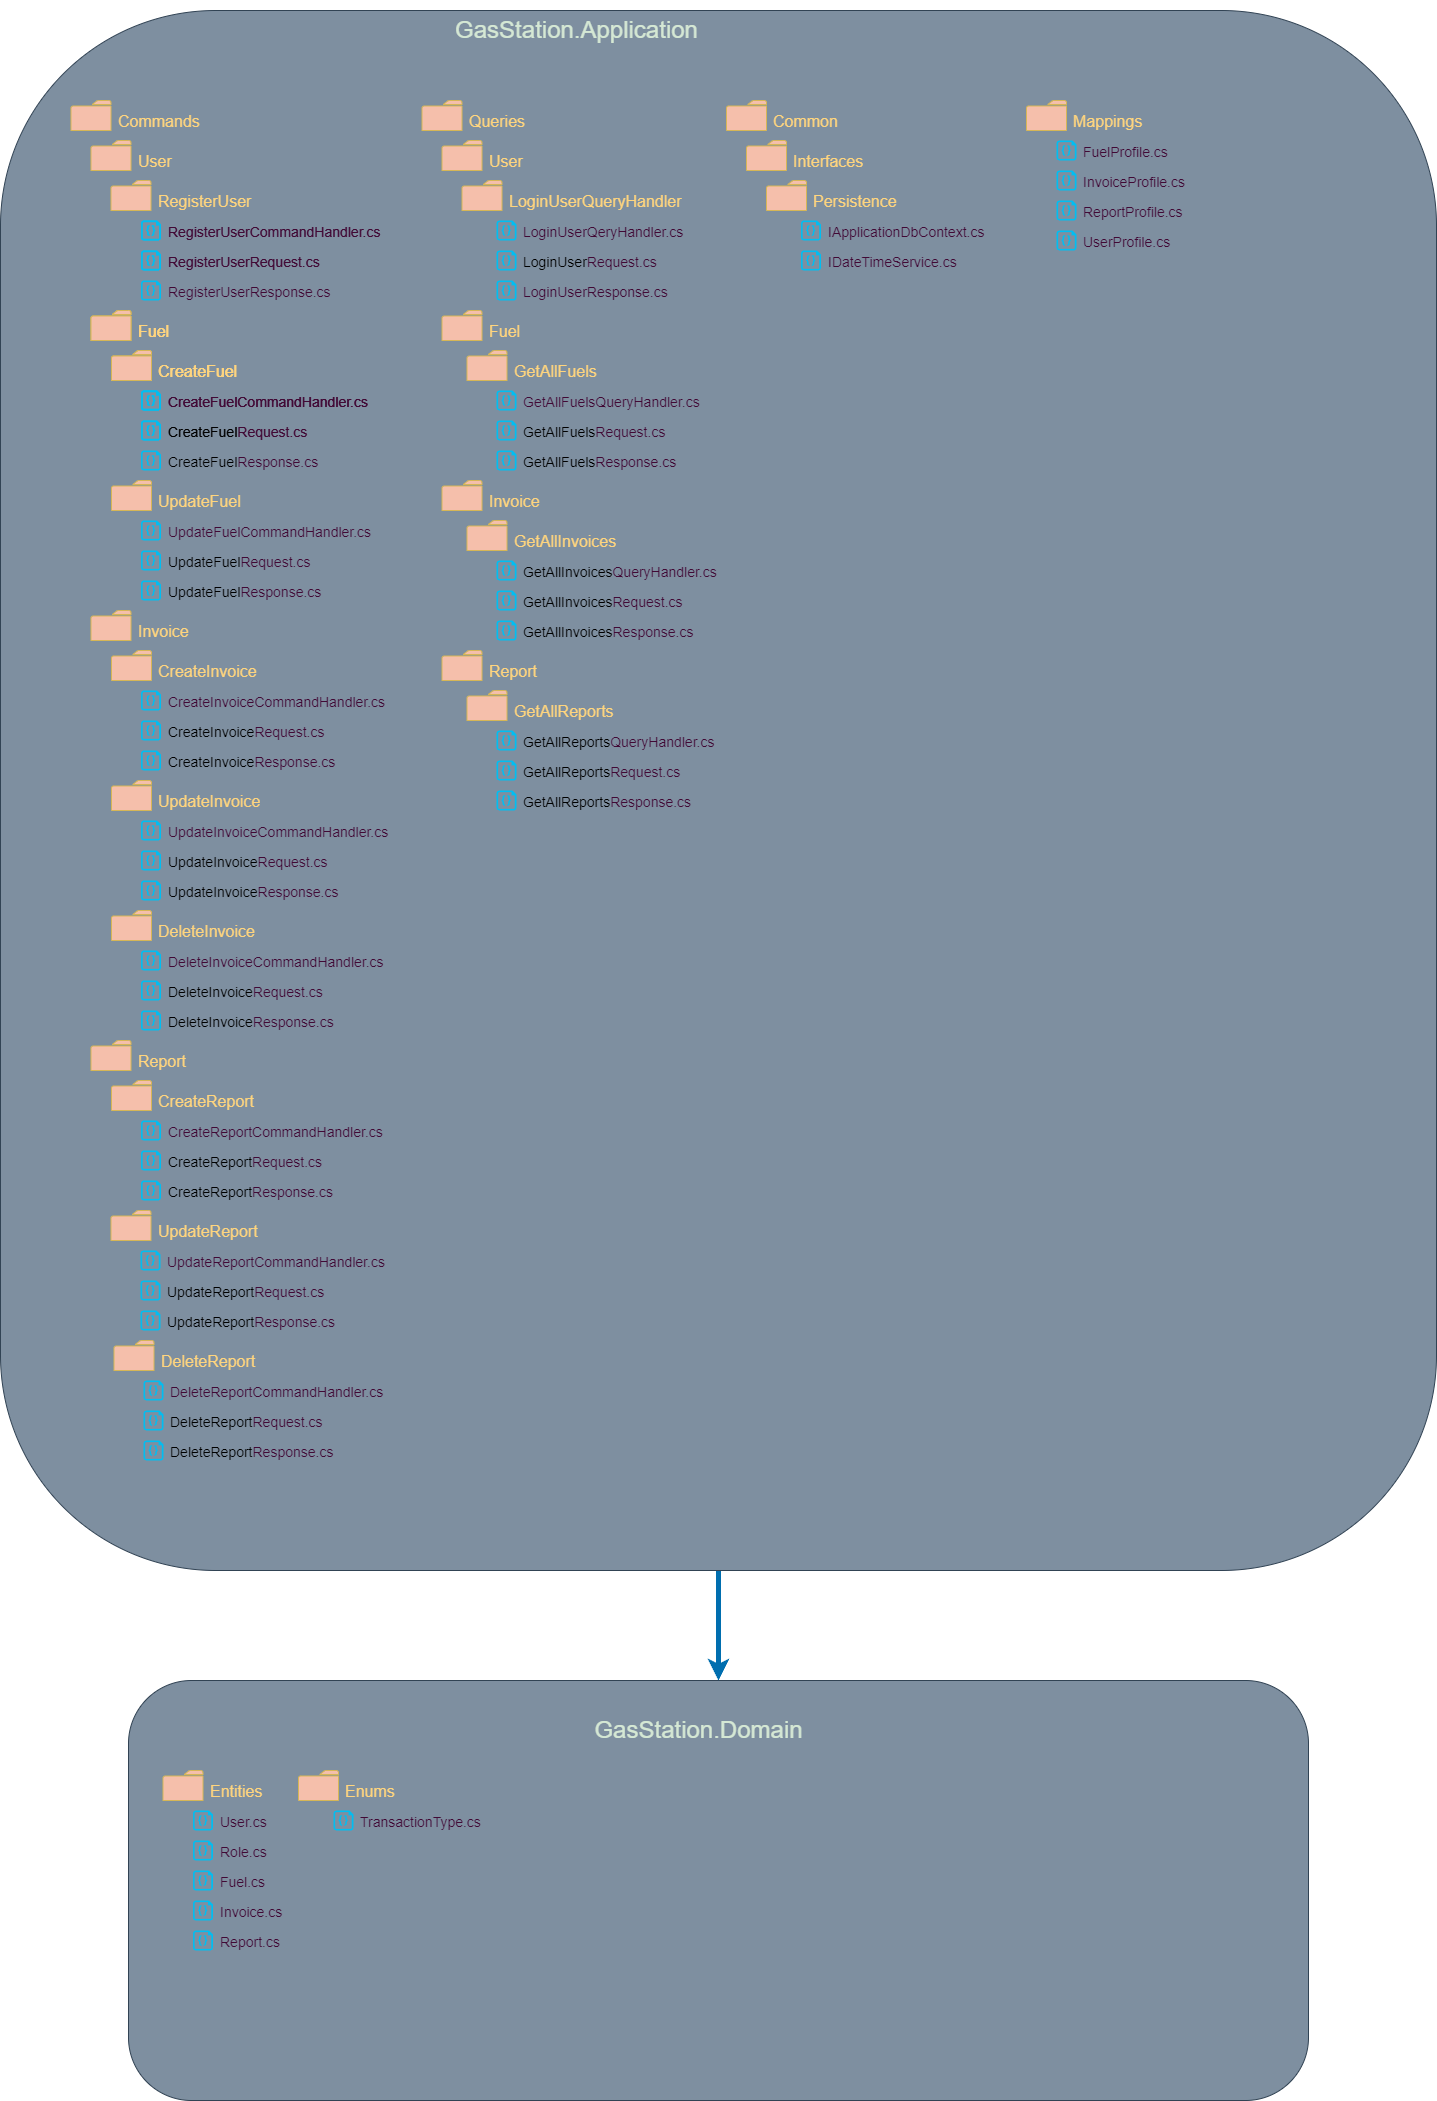 GasStation.Application
Commands
User
RegisterUser
RegisterUserCommandHandler.cs
RegisterUserRequest.cs
RegisterUserResponse.cs
Fuel
CreateFuel
CreateFuelCommandHandler.cs
CreateFuelRequest.cs
CreateFuelResponse.cs
UpdateFuel
UpdateFuelCommandHandler.cs
UpdateFuelRequest.cs
UpdateFuelResponse.cs
Invoice
CreateInvoice
CreateInvoiceCommandHandler.cs
CreateInvoiceRequest.cs
CreateInvoiceResponse.cs
UpdateInvoice
UpdateInvoiceCommandHandler.cs
UpdateInvoiceRequest.cs
UpdateInvoiceResponse.cs
DeleteInvoice
DeleteInvoiceCommandHandler.cs
DeleteInvoiceRequest.cs
DeleteInvoiceResponse.cs
Report
CreateReport
CreateReportCommandHandler.cs
CreateReportRequest.cs
CreateReportResponse.cs
UpdateReport
UpdateReportCommandHandler.cs
UpdateReportRequest.cs
UpdateReportResponse.cs
DeleteReport
DeleteReportCommandHandler.cs
DeleteReportRequest.cs
DeleteReportResponse.cs
Queries
User
LoginUserQueryHandler
LoginUserQeryHandler.cs
LoginUserRequest.cs
LoginUserResponse.cs
Fuel
GetAllFuels
GetAllFuelsQueryHandler.cs
GetAllFuelsRequest.cs
GetAllFuelsResponse.cs
Invoice
GetAllInvoices
GetAllInvoicesQueryHandler.cs
GetAllInvoicesRequest.cs
GetAllInvoicesResponse.cs
Report
GetAllReports
GetAllReportsQueryHandler.cs
GetAllReportsRequest.cs
GetAllReportsResponse.cs
Common
Interfaces
Persistence
IApplicationDbContext.cs
IDateTimeService.cs
Mappings
FuelProfile.cs
InvoiceProfile.cs
ReportProfile.cs
UserProfile.cs
GasStation.Domain
Entities
User.cs
Role.cs
Fuel.cs
Invoice.cs
Report.cs
Enums
TransactionType.cs